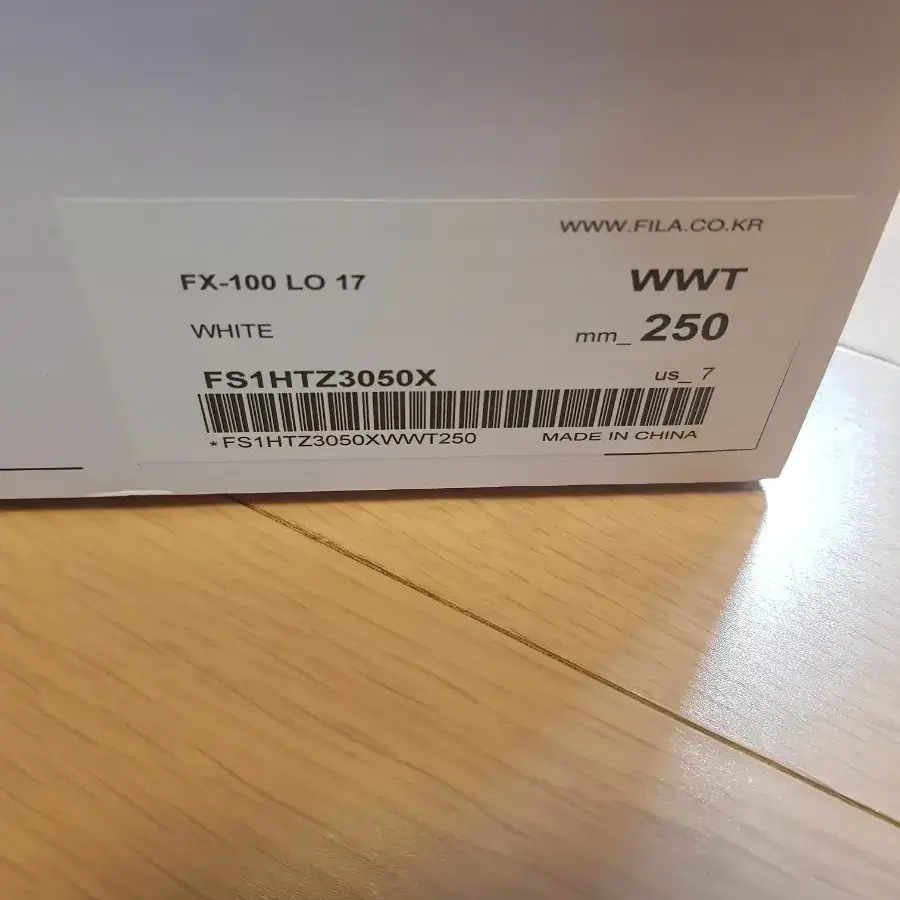 WWW.FILA.CO.KR
FX-100 LO 17 WWT
WHITE mm_ 250
FS1HTZ3050X us_ 7
*FS1HTZ3050XWWT250 MADE IN CHINA